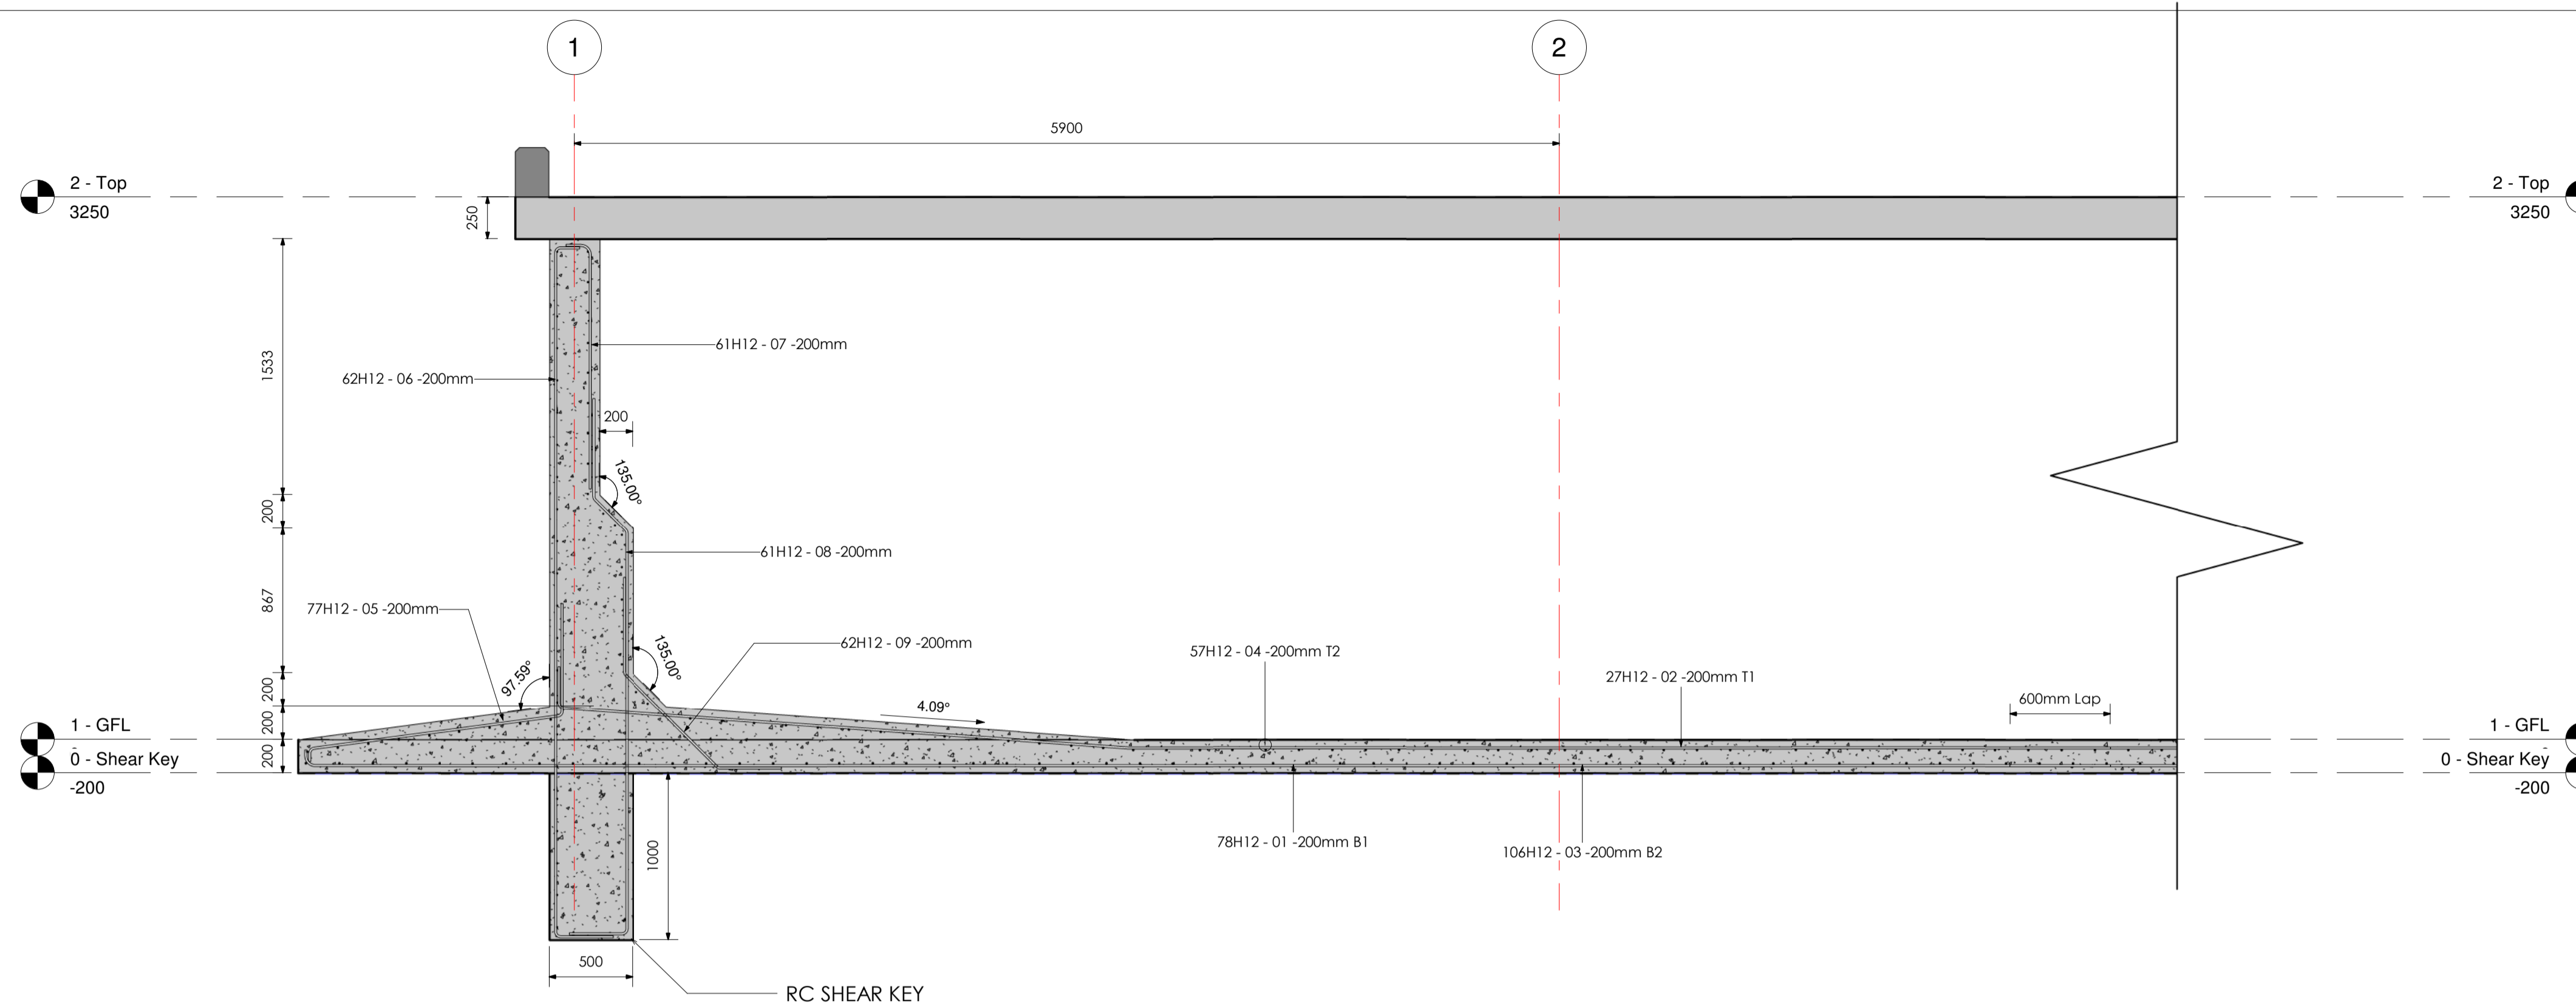 1
2
5900
2 - Top
3250
2 - Top
3250
250
1533
61H12 - 07 -200mm
62H12 - 06 -200mm
200
135.00°
200
61H12 - 08 -200mm
867
77H12 - 05 -200mm
62H12 - 09 -200mm
135.00°
97.59°
57H12 - 04 -200mm T2
27H12 - 02 -200mm T1
600mm Lap
200
4.09°
200
1 - GFL
-
0 - Shear Key
-200
200
1 - GFL
-
0 - Shear Key
-200
78H12 - 01 -200mm B1
106H12 - 03 -200mm B2
1000
500
RC SHEAR KEY